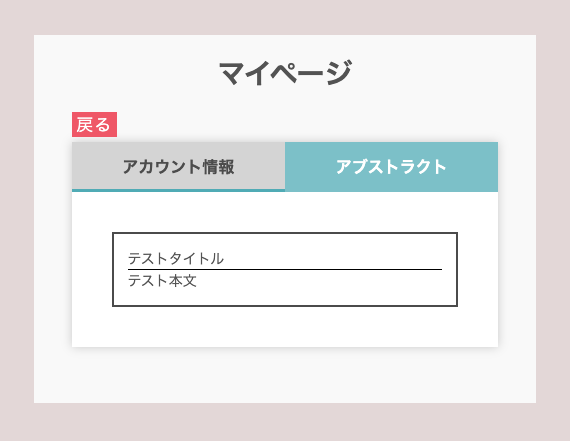 マイページ
戻る
アカウント情報
アブストラクト
テストタイトル
テスト本文